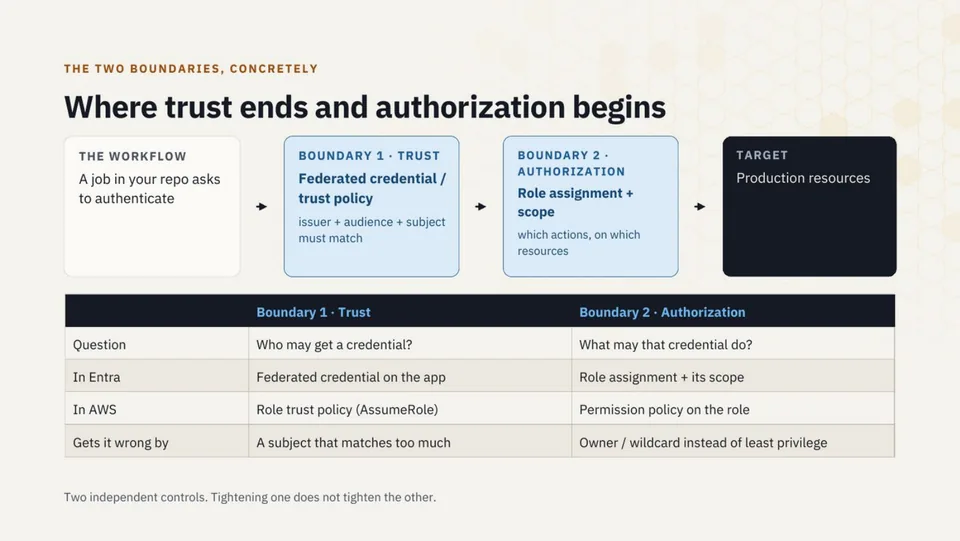 THE TWO BOUNDARIES, CONCRETELY
Where trust ends and authorization begins
THE WORKFLOW
A job in your repo asks
to authenticate
BOUNDARY 1 · TRUST
Federated credential /
trust policy
issuer + audience + subject
must match
BOUNDARY 2 ·
AUTHORIZATION
Role assignment +
scope
which actions, on which
resources
TARGET
Production resources
Boundary 1 · Trust Boundary 2 · Authorization
Question Who may get a credential? What may that credential do?
In Entra Federated credential on the app Role assignment + its scope
In AWS Role trust policy (AssumeRole) Permission policy on the role
Gets it wrong by A subject that matches too much Owner / wildcard instead of least privilege
Two independent controls. Tightening one does not tighten the other.